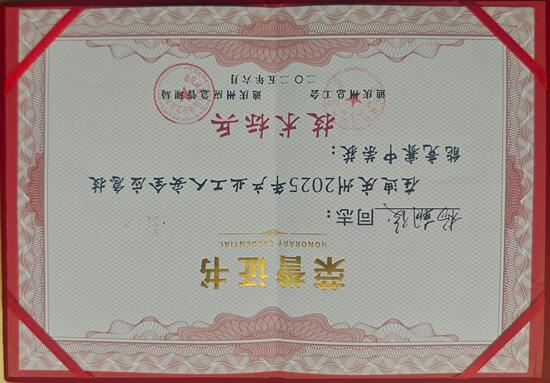 荣誉证书
HONORARY CREDENTIAL
同志：
在迪庆州2025年产业工人安全应急技
能竞赛中荣获：
技术标兵
迪庆州总工会 迪庆州应急管理局
二〇二五年六月